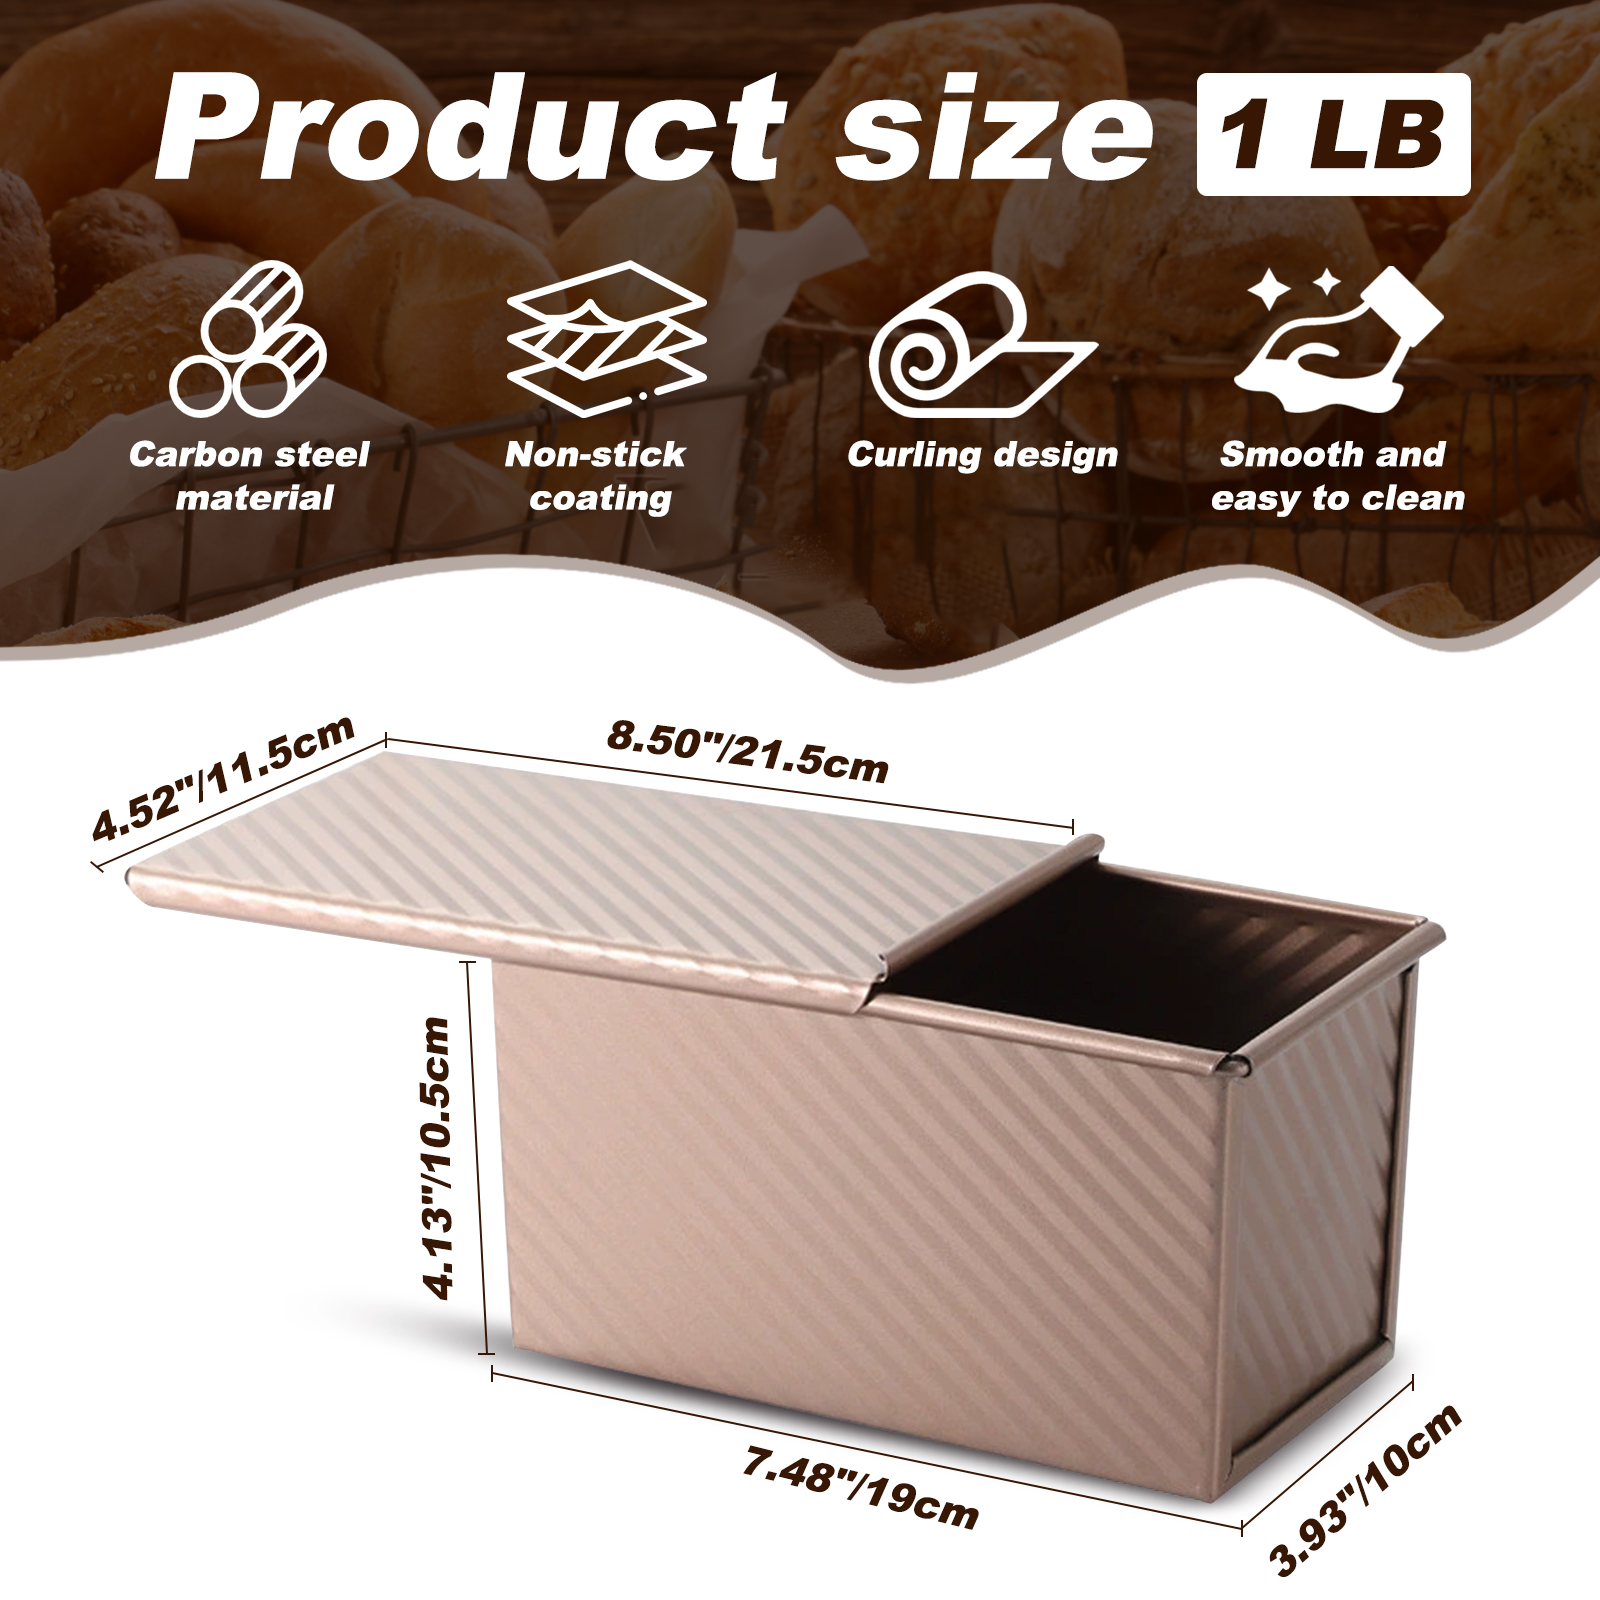 Product size 1 LB
Carbon steel
material
Non-stick
coating
Curling design
Smooth and
easy to clean
4.52"/11.5cm
8.50"/21.5cm
4.13"/10.5cm
7.48"/19cm
3.93"/10cm